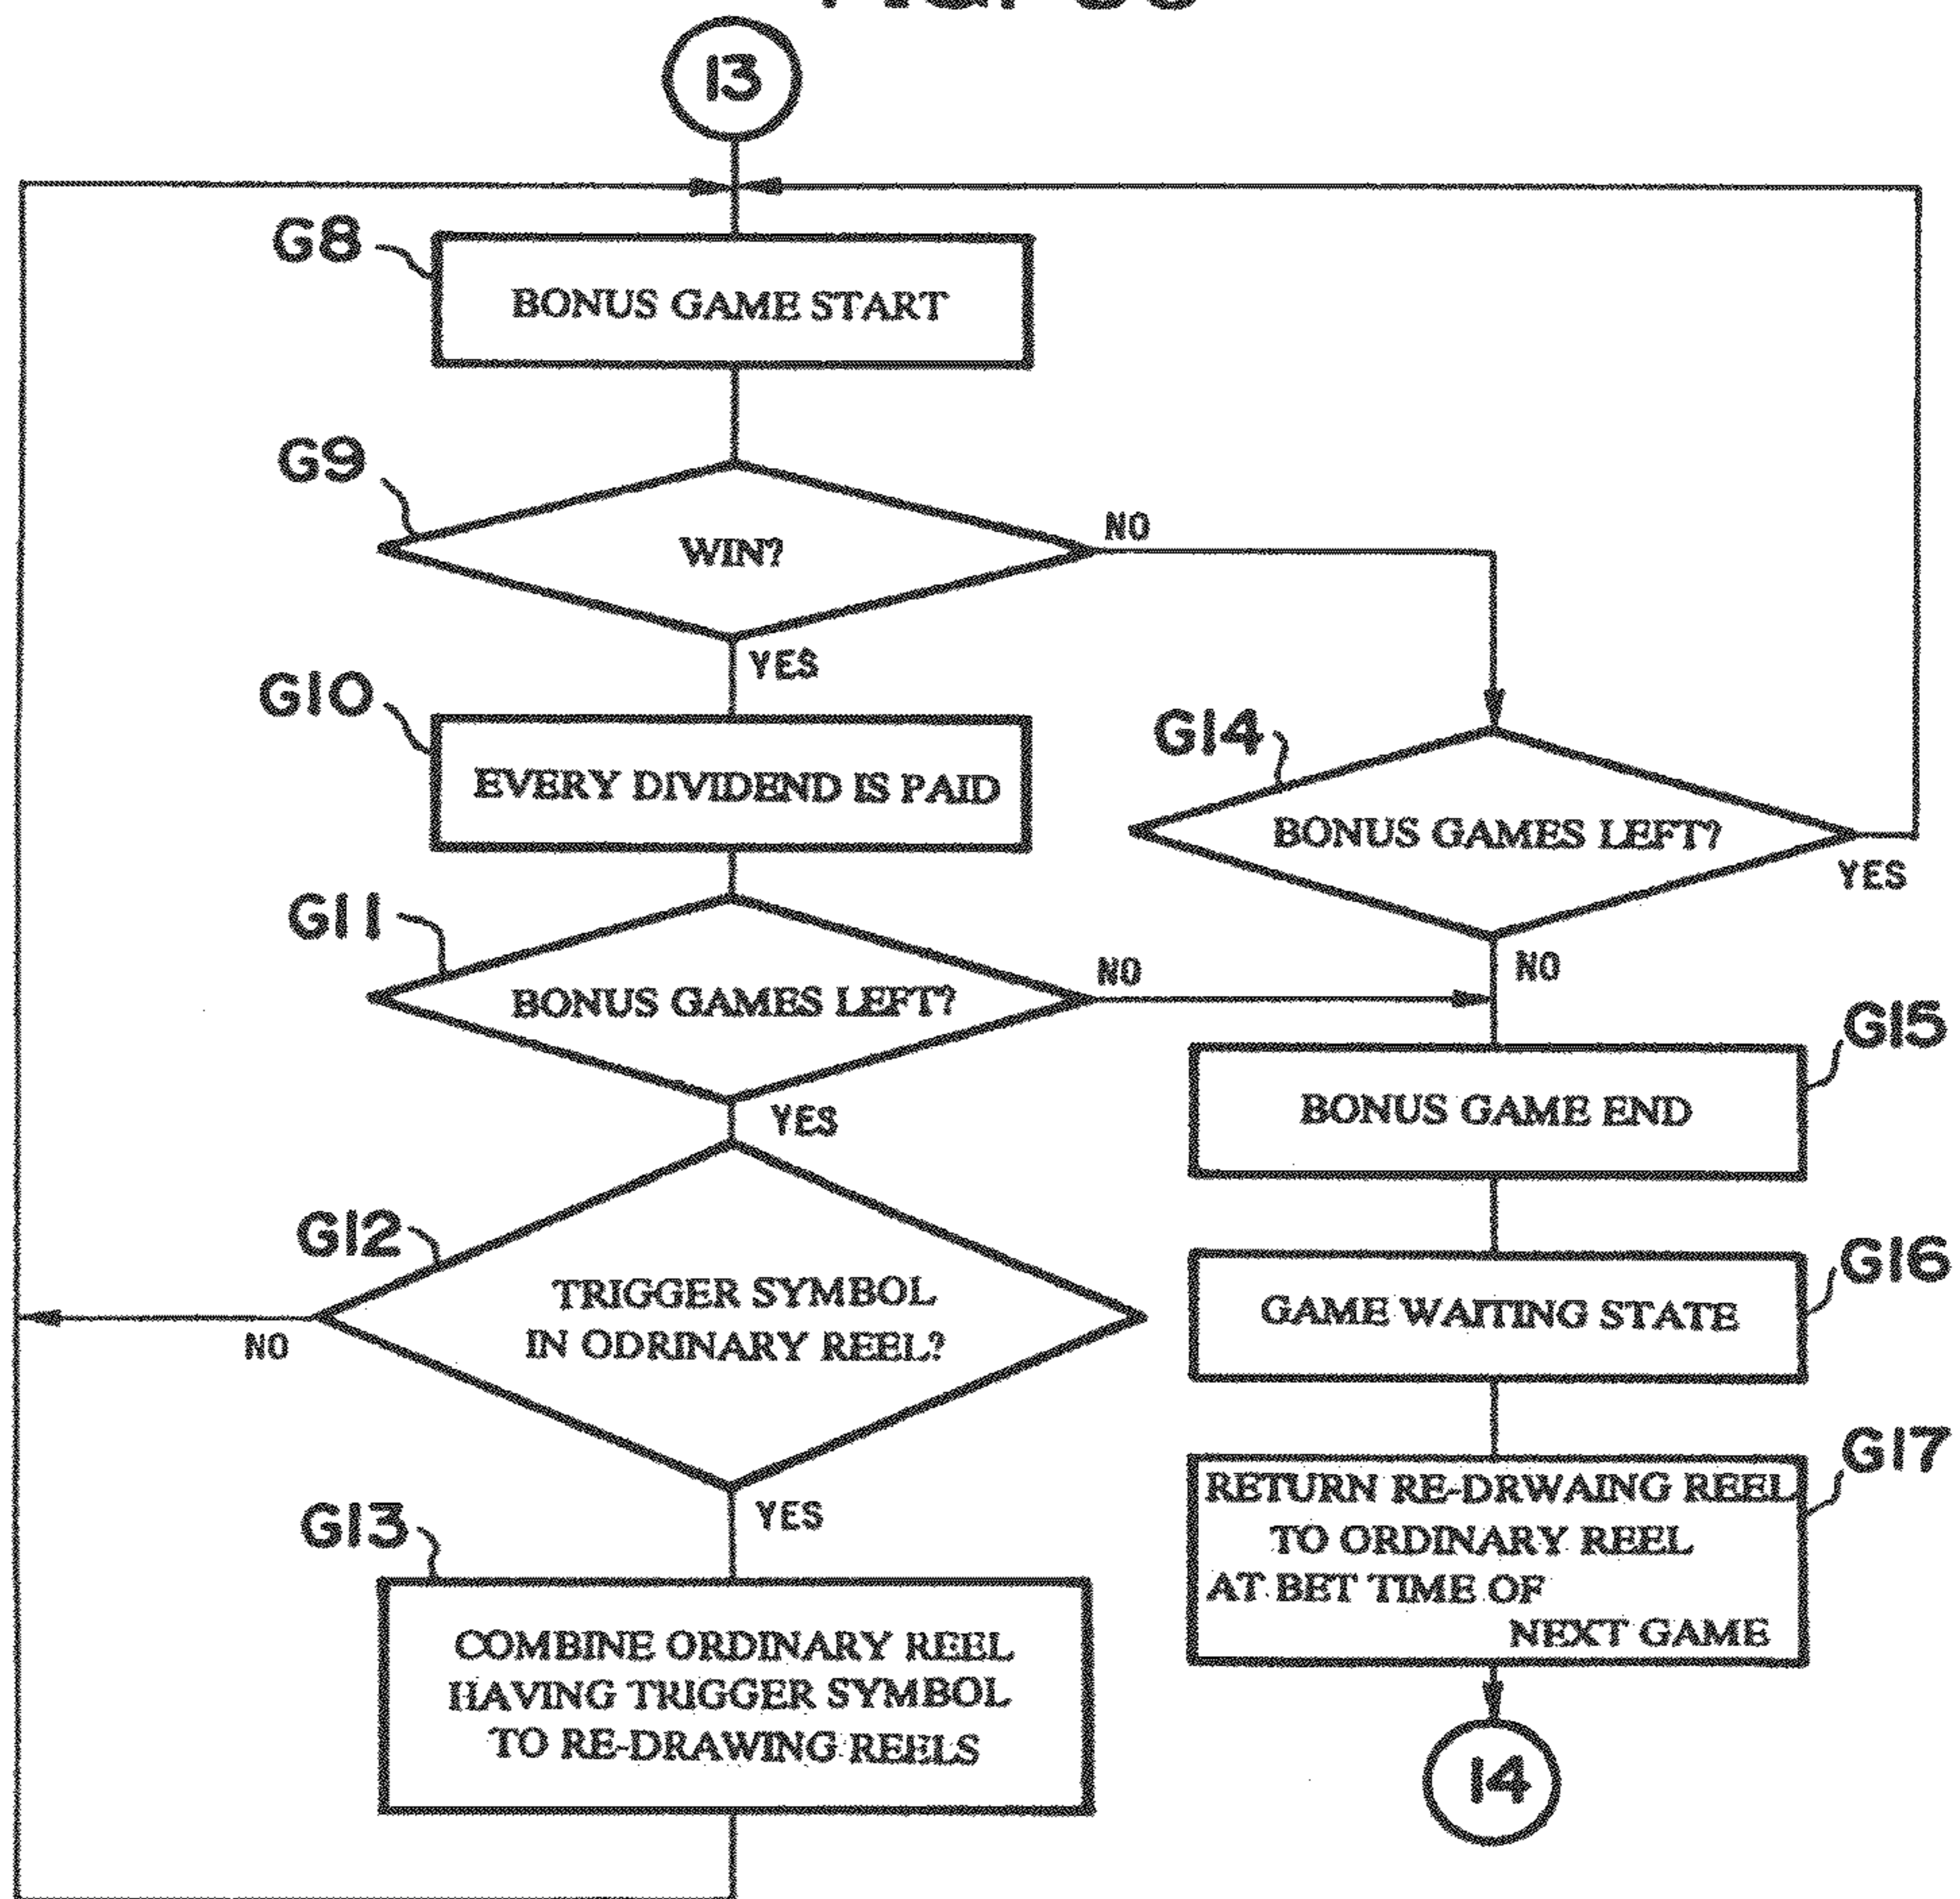 13
G8
BONUS GAME START
G9
WIN?
NO
YES
G10
EVERY DIVIDEND IS PAID
G14
BONUS GAMES LEFT?
YES
NO
G11
BONUS GAMES LEFT?
NO
YES
G15
BONUS GAME END
G12
TRIGGER SYMBOL
IN ODRINARY REEL?
NO
YES
G16
GAME WAITING STATE
G13
COMBINE ORDINARY REEL
HAVING TRIGGER SYMBOL
TO RE-DRAWING REELS
G17
RETURN RE-DRWAING REEL
TO ORDINARY REEL
AT BET TIME OF
NEXT GAME
14